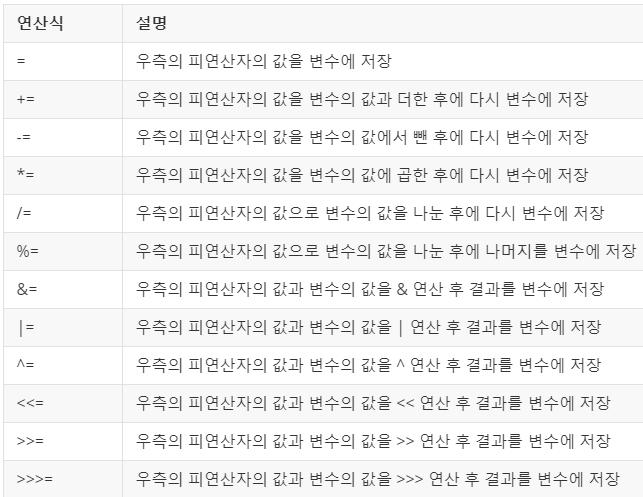 연산식 설명
= 우측의 피연산자의 값을 변수에 저장
+= 우측의 피연산자의 값을 변수의 값과 더한 후에 다시 변수에 저장
-= 우측의 피연산자의 값을 변수의 값에서 뺀 후에 다시 변수에 저장
*= 우측의 피연산자의 값을 변수의 값에 곱한 후에 다시 변수에 저장
/= 우측의 피연산자의 값으로 변수의 값을 나눈 후에 다시 변수에 저장
%= 우측의 피연산자의 값으로 변수의 값을 나눈 후에 나머지를 변수에 저장
&= 우측의 피연산자의 값과 변수의 값을 & 연산 후 결과를 변수에 저장
|= 우측의 피연산자의 값과 변수의 값을 | 연산 후 결과를 변수에 저장
^= 우측의 피연산자의 값과 변수의 값을 ^ 연산 후 결과를 변수에 저장
<<= 우측의 피연산자의 값과 변수의 값을 << 연산 후 결과를 변수에 저장
>>= 우측의 피연산자의 값과 변수의 값을 >> 연산 후 결과를 변수에 저장
>>>= 우측의 피연산자의 값과 변수의 값을 >>> 연산 후 결과를 변수에 저장